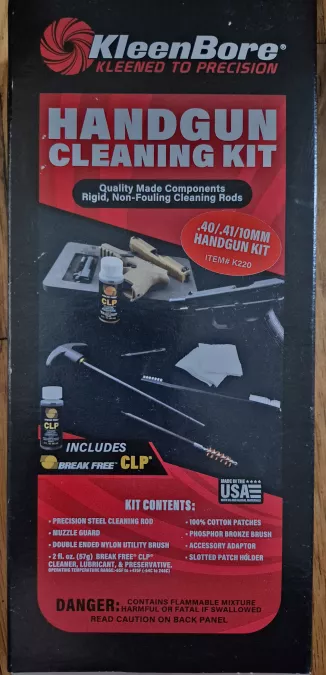 KleenBore®
KLEENED TO PRECISION
HANDGUN
CLEANING KIT
Quality Made Components
Rigid, Non-Fouling Cleaning Rods
.40/.41/10MM
HANDGUN KIT
ITEM# K220
CLP
CLP
INCLUDES
BREAK FREE® CLP®
MADE IN THE
USA
KIT CONTENTS:
• PRECISION STEEL CLEANING ROD
• MUZZLE GUARD
• DOUBLE ENDED NYLON UTILITY BRUSH
• 2 fl. oz. (57g) BREAK FREE® CLP®
CLEANER, LUBRICANT, & PRESERVATIVE.
• 100% COTTON PATCHES
• PHOSPHOR BRONZE BRUSH
• ACCESSORY ADAPTOR
• SLOTTED PATCH HOLDER
DANGER: CONTAINS FLAMMABLE MIXTURE
HARMFUL OR FATAL IF SWALLOWED
READ CAUTION ON BACK PANEL